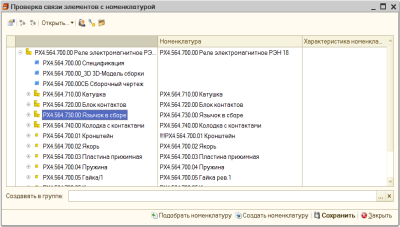 Проверка связи элементов с номенклатурой
Открыть...
Номенклатура Характеристика номенкла...
РХ4.564.700.00 Реле электромагнитное РЭ... РХ4.564.700.00 Реле электромагнитное РЭН 18
РХ4.564.700.00 Спецификация
РХ4.564.700.00_3D 3D-Модель сборки
РХ4.564.700.00СБ Сборочный чертеж
РХ4.564.710.00 Катушка РХ4.564.710.00 Катушка
РХ4.564.720.00 Блок контактов РХ4.564.720.00 Блок контактов
РХ4.564.730.00 Язычок в сборе РХ4.564.730.00 Язычок в сборе
РХ4.564.740.00 Колодка с контактами РХ4.564.740.00 Колодка с контактами
РХ4.564.700.01 Кронштейн !!!РХ4.564.700.01 Кронштейн
РХ4.564.700.02 Якорь РХ4.564.700.02 Якорь
РХ4.564.700.03 Пластина прижимная РХ4.564.700.03 Пластина прижимная
РХ4.564.700.04 Пружина РХ4.564.700.04 Пружина
РХ4.564.700.05 Гайка/1 РХ4.564.700.05 Гайка рев.1
Создавать в группе:
Подобрать номенклатуру Создать номенклатуру Сохранить Закрыть